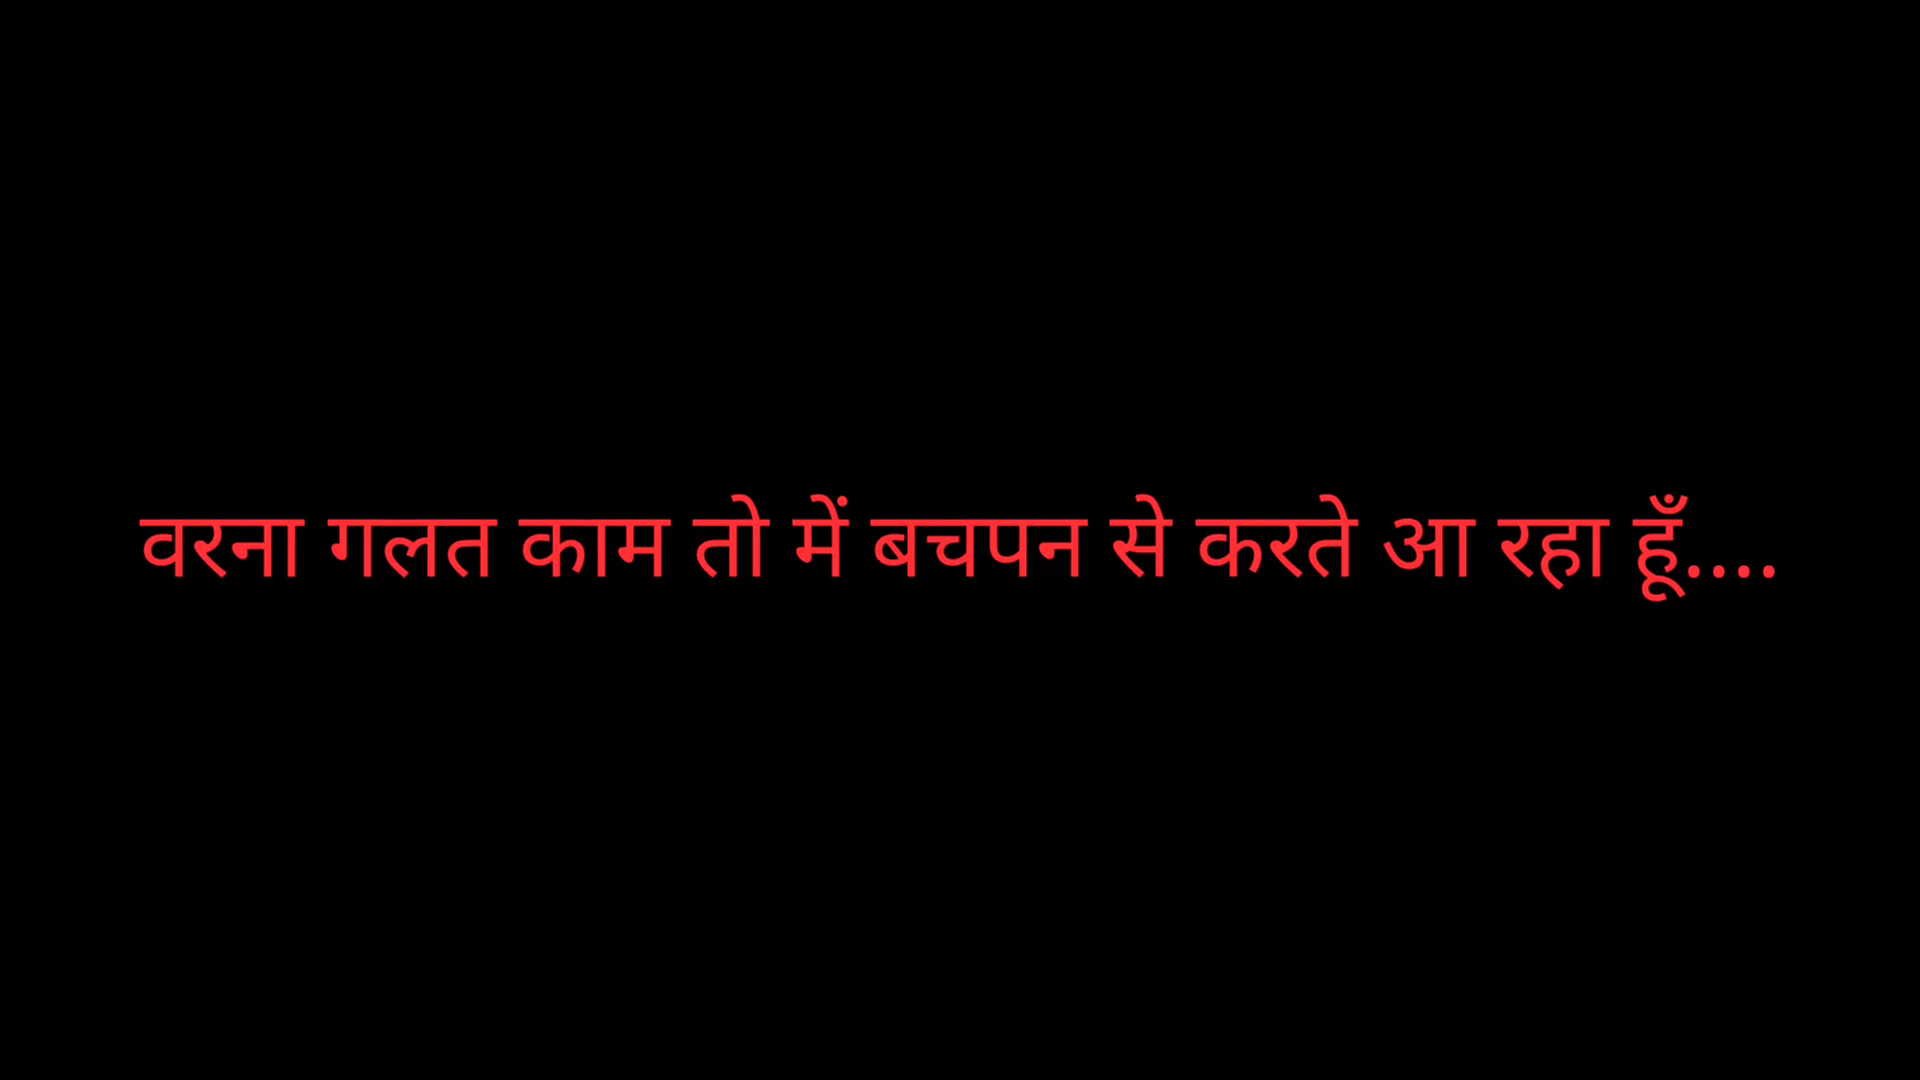 वरना गलत काम तो में बचपन से करते आ रहा हूँ....